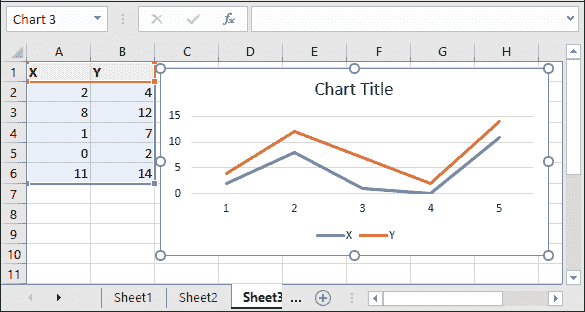 Chart 3 fx
A B C D E F G H
1 X Y
2 2 4
3 8 12
4 1 7
5 0 2
6 11 14
7
8
9
10
11
Chart Title
15
10
5
0
1 2 3 4 5
X Y
Sheet1 Sheet2 Sheet3 ...